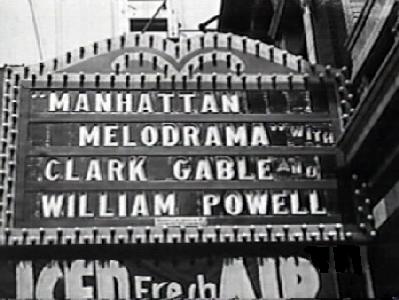 "MANHATTAN
MELODRAMA" WITH
CLARK GABLE AND
WILLIAM POWELL
ICED Fresh AIR